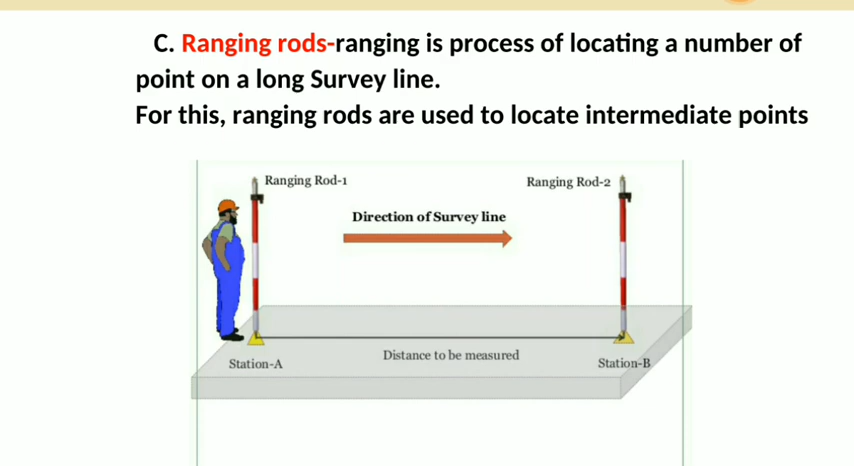 C. Ranging rods-ranging is process of locating a number of
point on a long Survey line.
For this, ranging rods are used to locate intermediate points
Ranging Rod-1
Ranging Rod-2
Direction of Survey line
Distance to be measured
Station-A
Station-B